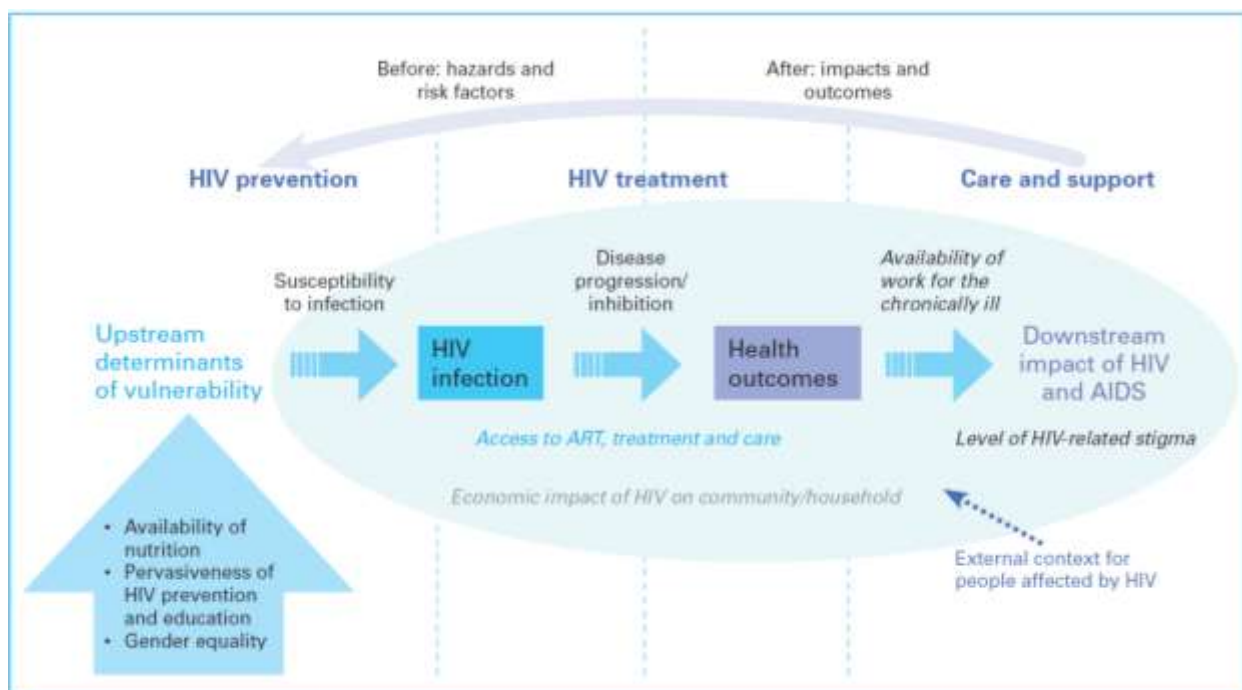 Before: hazards and
risk factors
After: impacts and
outcomes
HIV prevention
HIV treatment
Care and support
Susceptibility
to infection
Disease
progression/
inhibition
Availability of
work for the
chronically ill
Upstream
determinants
of vulnerability
HIV
infection
Health
outcomes
Downstream
impact of HIV
and AIDS
Access to ART, treatment and care
Level of HIV-related stigma
Economic impact of HIV on community/household
External context for
people affected by HIV
• Availability of
nutrition
• Pervasiveness of
HIV prevention
and education
• Gender equality